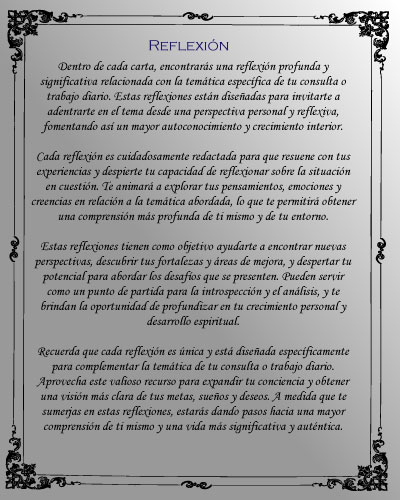 Reflexión
Dentro de cada carta, encontrarás una reflexión profunda y
significativa relacionada con la temática específica de tu consulta o
trabajo diario. Estas reflexiones están diseñadas para invitarte a
adentrarte en el tema desde una perspectiva personal y reflexiva,
fomentando así un mayor autoconocimiento y crecimiento interior.
Cada reflexión es cuidadosamente redactada para que resuene con tus
experiencias y despierte tu capacidad de reflexionar sobre la situación
en cuestión. Te animará a explorar tus pensamientos, emociones y
creencias en relación a la temática abordada, lo que te permitirá obtener
una comprensión más profunda de ti mismo y de tu entorno.
Estas reflexiones tienen como objetivo ayudarte a encontrar nuevas
perspectivas, descubrir tus fortalezas y áreas de mejora, y despertar tu
potencial para abordar los desafíos que se presenten. Pueden servir
como un punto de partida para la introspección y el análisis, y te
brindan la oportunidad de profundizar en tu crecimiento personal y
desarrollo espiritual.
Recuerda que cada reflexión es única y está diseñada específicamente
para complementar la temática de tu consulta o trabajo diario.
Aprovecha este valioso recurso para expandir tu conciencia y obtener
una visión más clara de tus metas, sueños y deseos. A medida que te
sumerjas en estas reflexiones, estarás dando pasos hacia una mayor
comprensión de ti mismo y una vida más significativa y auténtica.